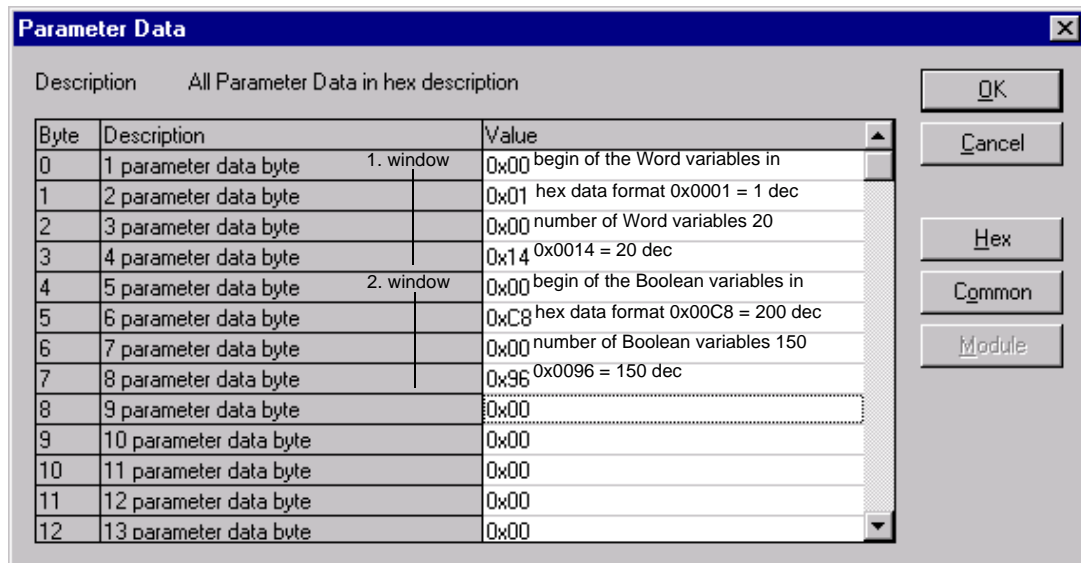 Parameter Data
Description All Parameter Data in hex description
OK
Cancel
Hex
Common
Module
Byte Description Value
0 1 parameter data byte 1. window 0x00 begin of the Word variables in
1 2 parameter data byte 0x01 hex data format 0x0001 = 1 dec
2 3 parameter data byte 0x00 number of Word variables 20
3 4 parameter data byte 0x14 0x0014 = 20 dec
4 5 parameter data byte 2. window 0x00 begin of the Boolean variables in
5 6 parameter data byte 0xC8 hex data format 0x00C8 = 200 dec
6 7 parameter data byte 0x00 number of Boolean variables 150
7 8 parameter data byte 0x96 0x0096 = 150 dec
8 9 parameter data byte 0x00
9 10 parameter data byte 0x00
10 11 parameter data byte 0x00
11 12 parameter data byte 0x00
12 13 parameter data byte 0x00